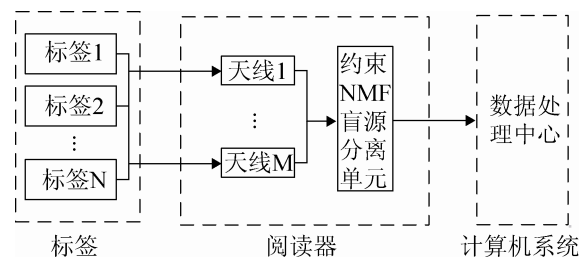 标签1
标签2
⋮
标签N
标签
天线1
⋮
天线M
约束
NMF
盲源
分离
单元
阅读器
数据处
理中心
计算机系统